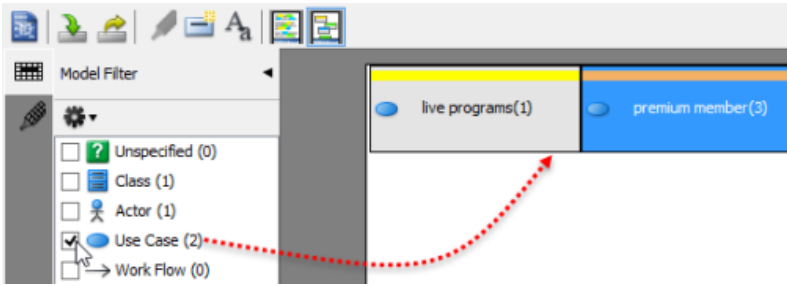 Model Filter
live programs(1)
premium member(3)
Unspecified (0)
Class (1)
Actor (1)
Use Case (2)
Work Flow (0)